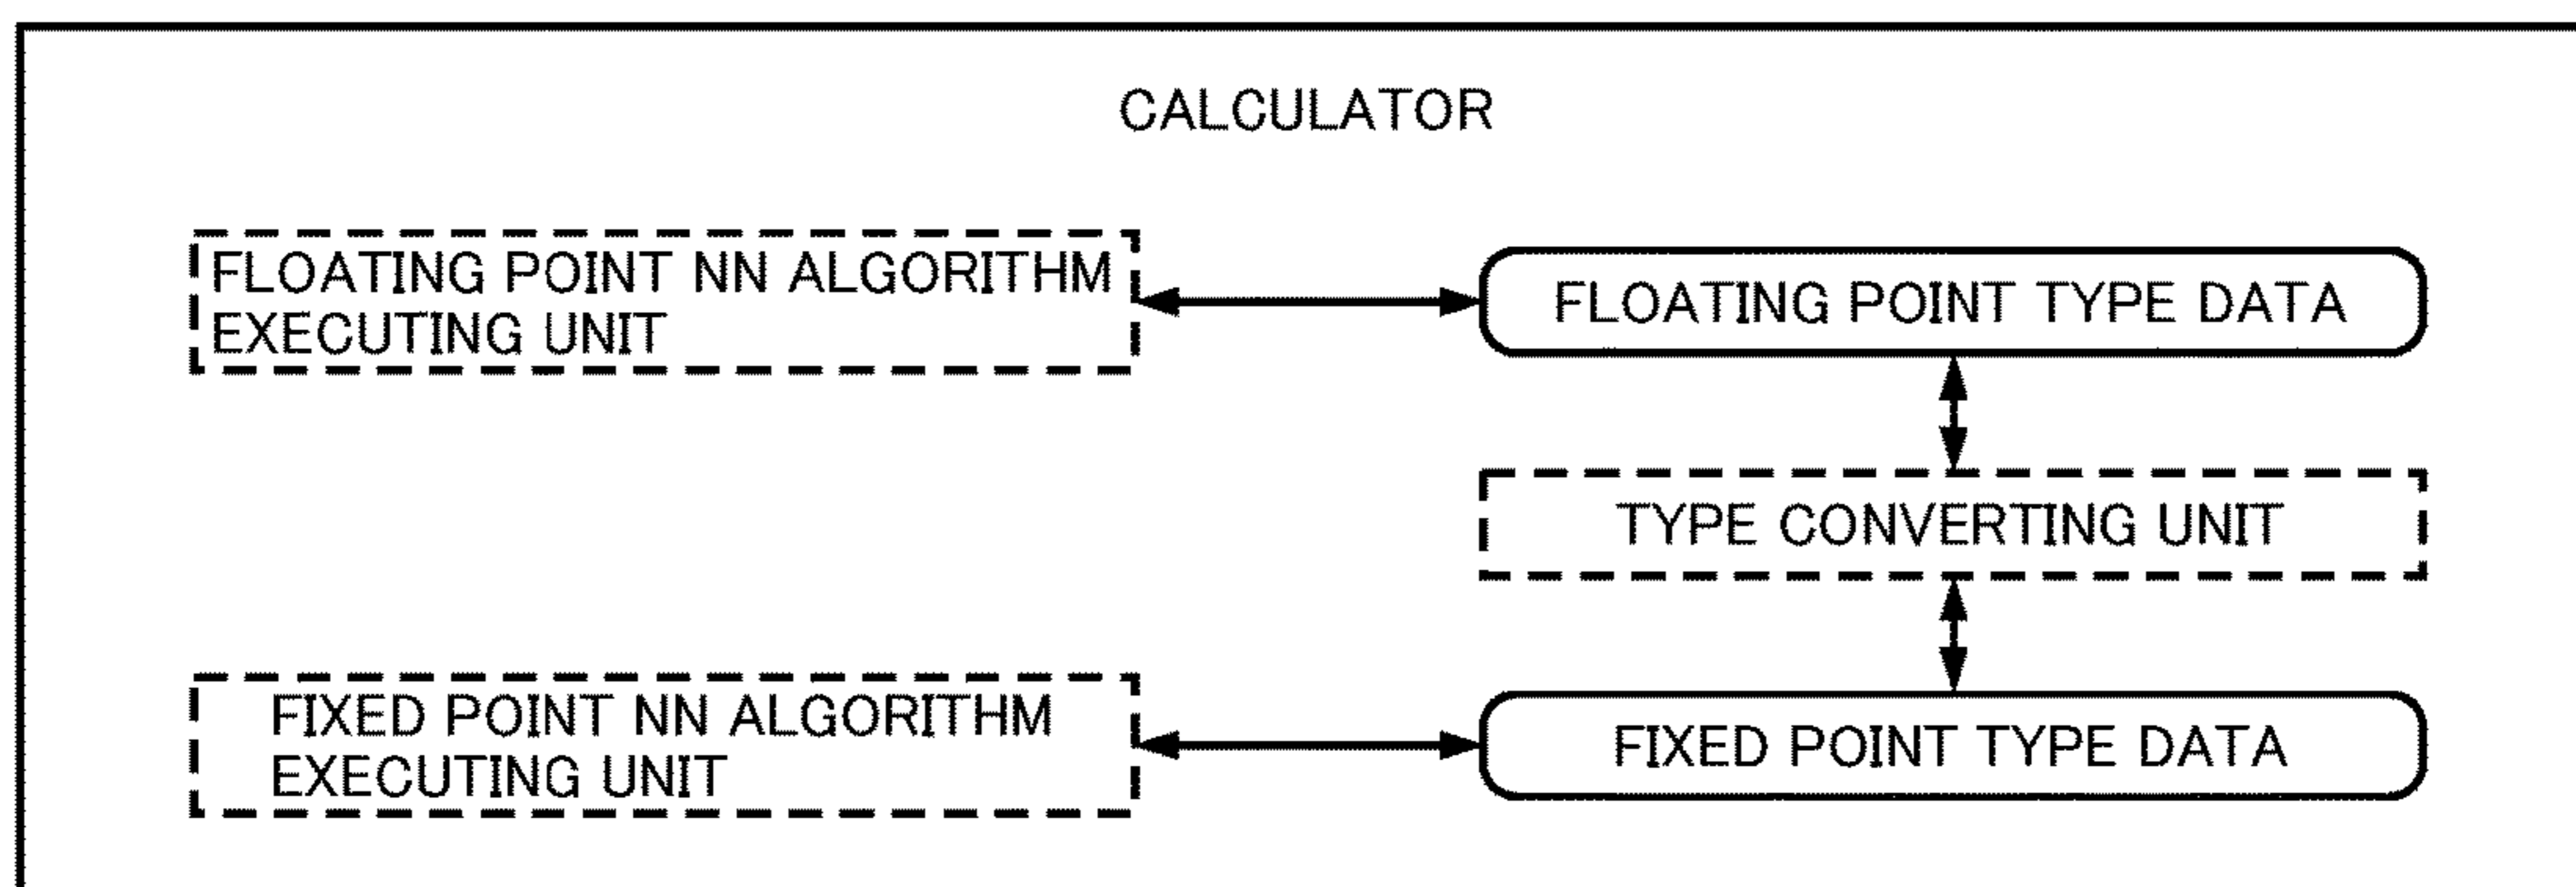 CALCULATOR
FLOATING POINT NN ALGORITHM
EXECUTING UNIT
FLOATING POINT TYPE DATA
TYPE CONVERTING UNIT
FIXED POINT NN ALGORITHM
EXECUTING UNIT
FIXED POINT TYPE DATA